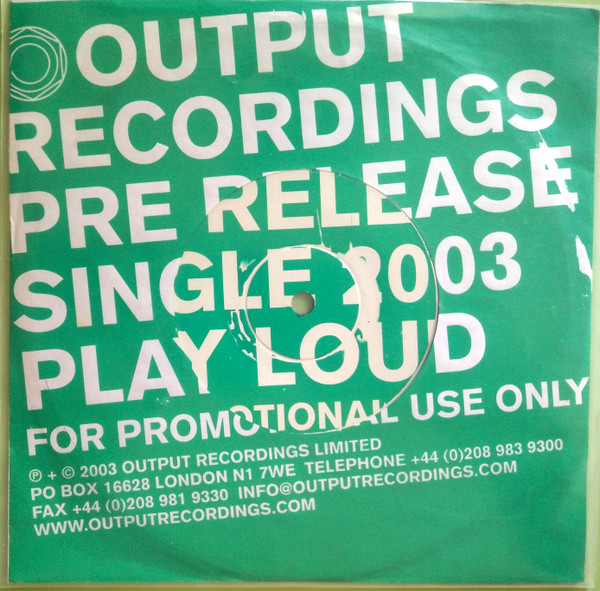 OUTPUT
RECORDINGS
PRE RELEASE
SINGLE 2003
PLAY LOUD
FOR PROMOTIONAL USE ONLY
℗ + © 2003 OUTPUT RECORDINGS LIMITED
PO BOX 16628 LONDON N1 7WE TELEPHONE +44 (0)208 983 9300
FAX +44 (0)208 981 9330 INFO@OUTPUTRECORDINGS.COM
WWW.OUTPUTRECORDINGS.COM